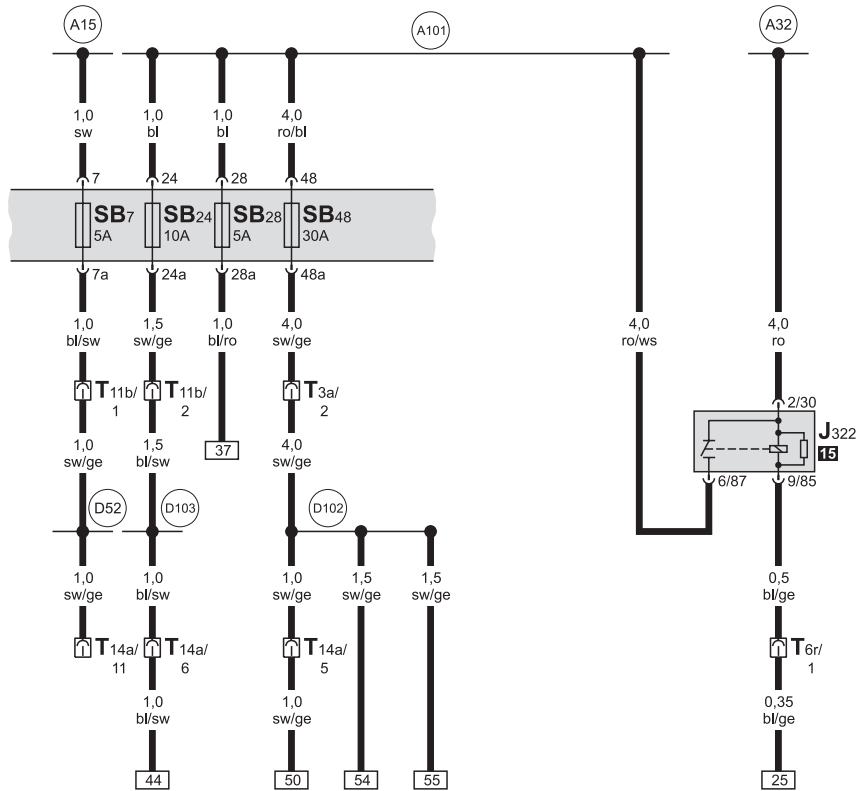 A15 A101 A32
1,0 1,0 1,0 4,0
sw bl bl ro/bl
7 24 28 48
SB7 SB24 SB28 SB48
5A 10A 5A 30A
7a 24a 28a 48a
1,0 1,5 1,0 4,0 4,0 4,0
bl/sw sw/ge bl/ro sw/ge ro/ws ro
T11b/ T11b/ T3a/
1 2 2
2/30
J322
15
1,0 1,5 37 4,0
sw/ge bl/sw sw/ge
6/87 9/85
D52 D103 D102
1,0 1,0 1,0 1,5 1,5 0,5
sw/ge bl/sw sw/ge sw/ge sw/ge bl/ge
T14a/ T14a/ T14a/ T6r/
11 6 5 1
1,0 1,0 0,35
bl/sw sw/ge bl/ge
44 50 54 55 25